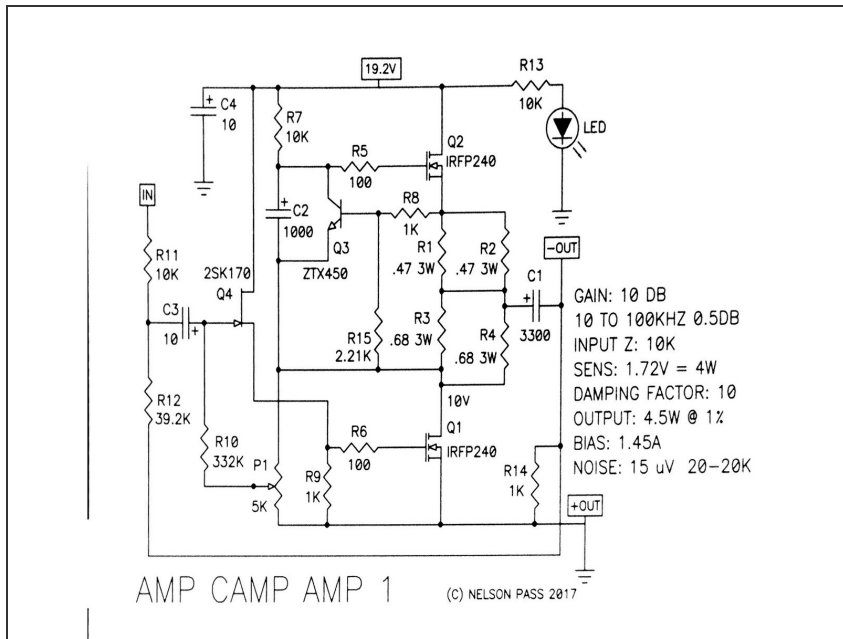 19.2V
R13
10K
LED
C4
10
R7
10K
R5
100
Q2
IRFP240
IN
R8
1K
C2
1000
Q3
ZTX450
R1
.47 3W
R2
.47 3W
-OUT
R11
10K
2SK170
Q4
C1
3300
C3
10
R15
2.21K
R3
.68 3W
R4
.68 3W
GAIN: 10 DB
10 TO 100KHZ 0.5DB
INPUT Z: 10K
SENS: 1.72V = 4W
DAMPING FACTOR: 10
OUTPUT: 4.5W @ 1%
BIAS: 1.45A
NOISE: 15 uV 20-20K
10V
R12
39.2K
R10
332K
P1
5K
R9
1K
R6
100
Q1
IRFP240
R14
1K
+OUT
AMP CAMP AMP 1
(C) NELSON PASS 2017